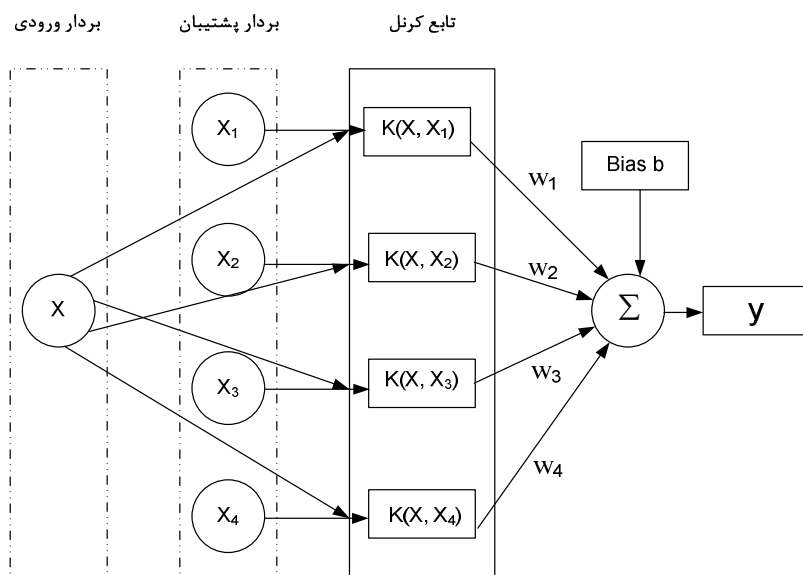 بردار ورودی
بردار پشتیبان
تابع کرنل
X₁
K(X, X₁)
W₁
Bias b
X₂
K(X, X₂)
W₂
X
Σ
y
X₃
K(X, X₃)
W₃
W₄
X₄
K(X, X₄)